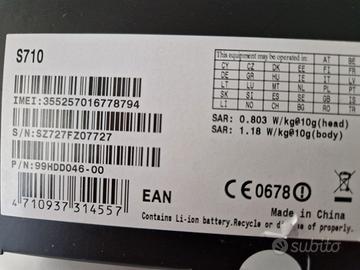 S710
This equipment may be operated in:
AT BE
CY CZ DK EE FI FR
DE GR HU IE IT LV
LT LU MT NL PL PT
SK SI ES SE GB IS
LI NO CH BG RO TR
IMEI:355257016778794
SAR: 0.803 W/kg@10g(head)
SAR: 1.18 W/kg@10g(body)
S/N:SZ727FZ07727
P/N:99HDD046-00
EAN
CE0678
4 710937 314557
Made in China
Contains Li-ion battery.Recycle or dispose of
subito